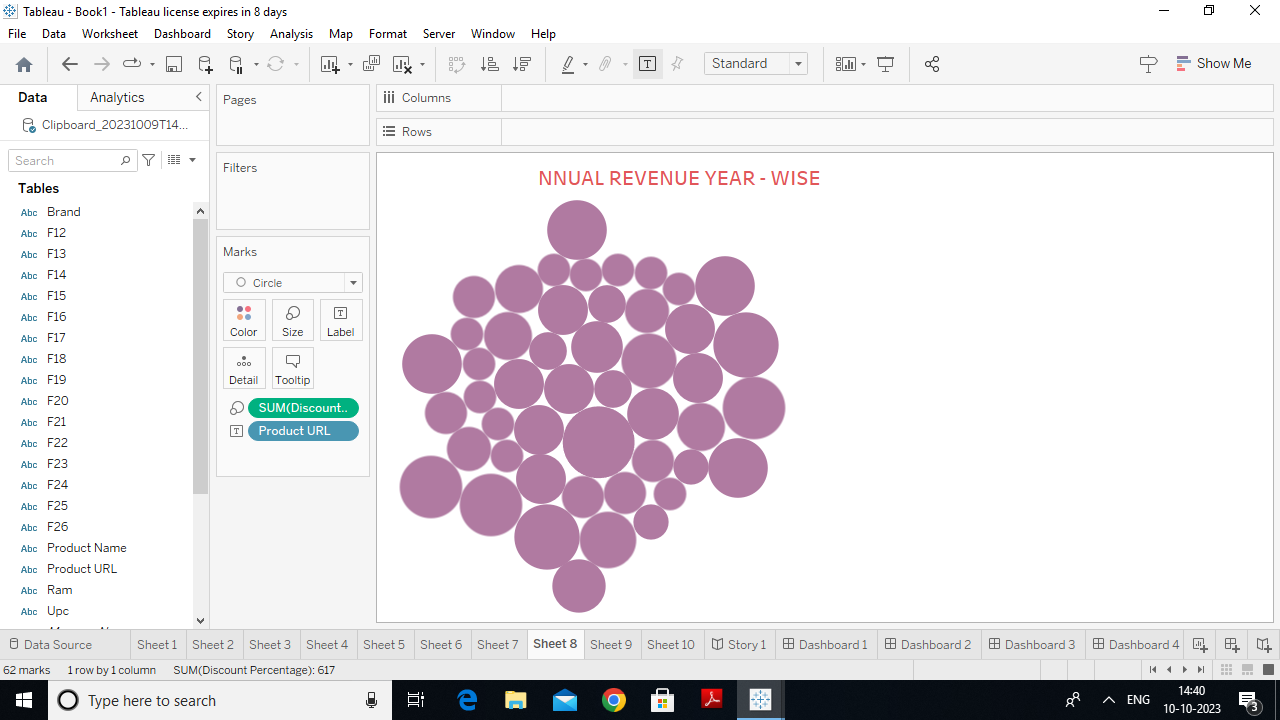 Tableau - Book1 - Tableau license expires in 8 days
File Data Worksheet Dashboard Story Analysis Map Format Server Window Help
Standard
Show Me
Data Analytics
Clipboard_20231009T14...
Search
Tables
Abc Brand
Abc F12
Abc F13
Abc F14
Abc F15
Abc F16
Abc F17
Abc F18
Abc F19
Abc F20
Abc F21
Abc F22
Abc F23
Abc F24
Abc F25
Abc F26
Abc Product Name
Abc Product URL
Abc Ram
Abc Upc
Pages
Filters
Marks
Circle
Color Size Label
Detail Tooltip
SUM(Discount..
Product URL
Columns
Rows
NNUAL REVENUE YEAR - WISE
Data Source Sheet 1 Sheet 2 Sheet 3 Sheet 4 Sheet 5 Sheet 6 Sheet 7 Sheet 8 Sheet 9 Sheet 10 Story 1 Dashboard 1 Dashboard 2 Dashboard 3 Dashboard 4
62 marks 1 row by 1 column SUM(Discount Percentage): 617
Type here to search
ENG
14:40
10-10-2023
3